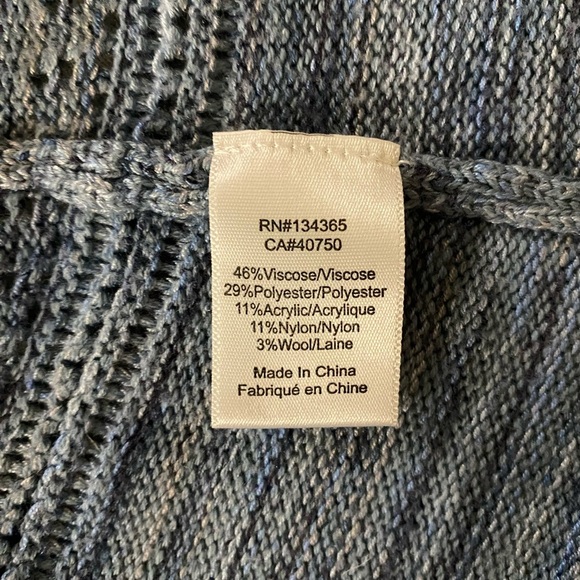 RN#134365
CA#40750
46%Viscose/Viscose
29%Polyester/Polyester
11%Acrylic/Acrylique
11%Nylon/Nylon
3%Wool/Laine
Made In China
Fabriqué en Chine